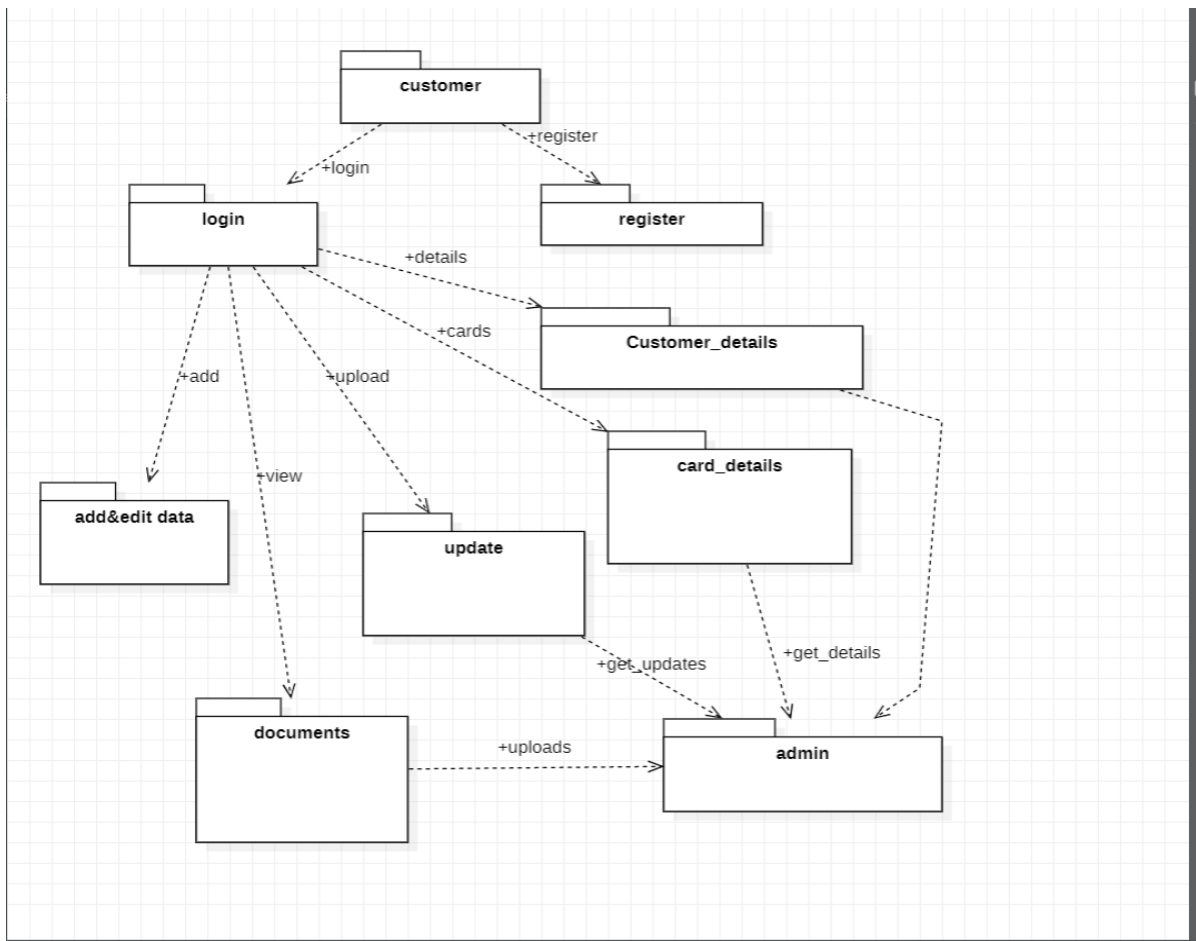 customer
+register
+login
login
register
+details
+cards
Customer_details
+add
+upload
card_details
+view
add&edit data
update
+get_details
+get_updates
documents
+uploads
admin